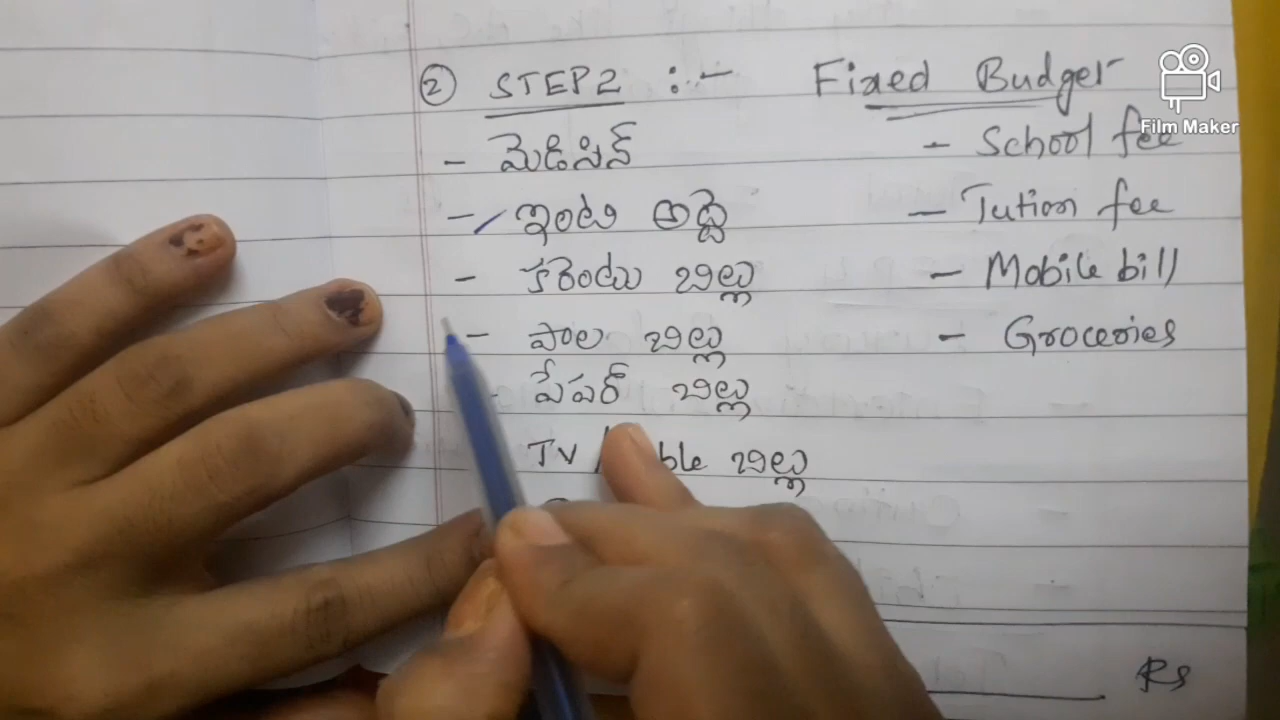 ② STEP2 :- Fixed Budget
- మెడిసిన్ - School fee
- ఇంటి అద్దె - Tution fee
- కరెంటు బిల్లు - Mobile bill
- పాల బిల్లు - Groceries
- పేపర్ బిల్లు
TV / బిల్లు
Rs
Film Maker